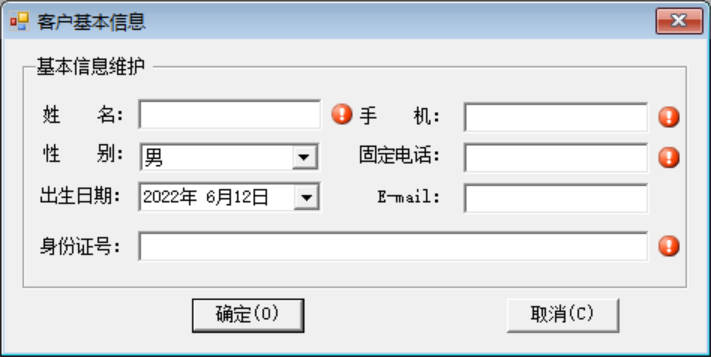 客户基本信息
基本信息维护
姓 名： 手 机：
性 别： 男 固定电话：
出生日期： 2022年 6月12日 E-mail：
身份证号：
确定(O) 取消(C)